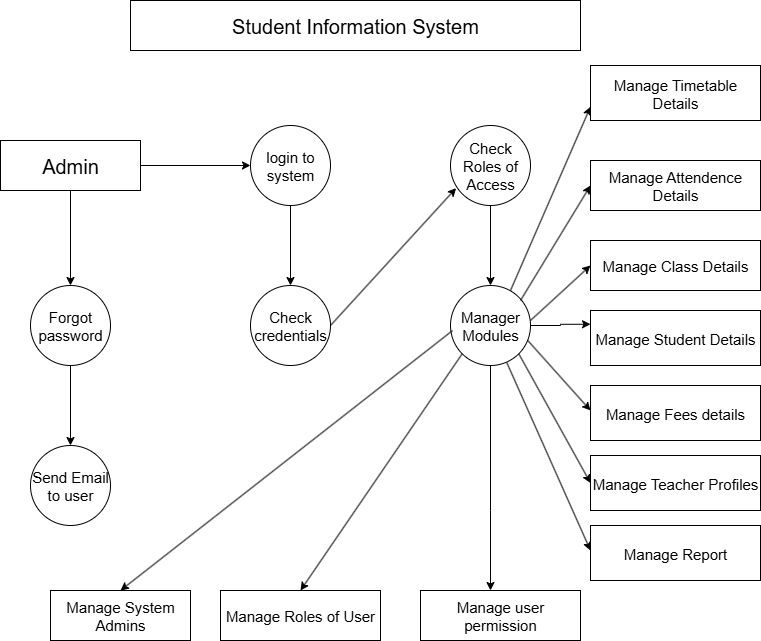 Student Information System
Manage Timetable
Details
Admin
login to
system
Check
Roles of
Access
Manage Attendence
Details
Manage Class Details
Forgot
password
Check
credentials
Manager
Modules
Manage Student Details
Manage Fees details
Send Email
to user
Manage Teacher Profiles
Manage Report
Manage System
Admins
Manage Roles of User
Manage user
permission